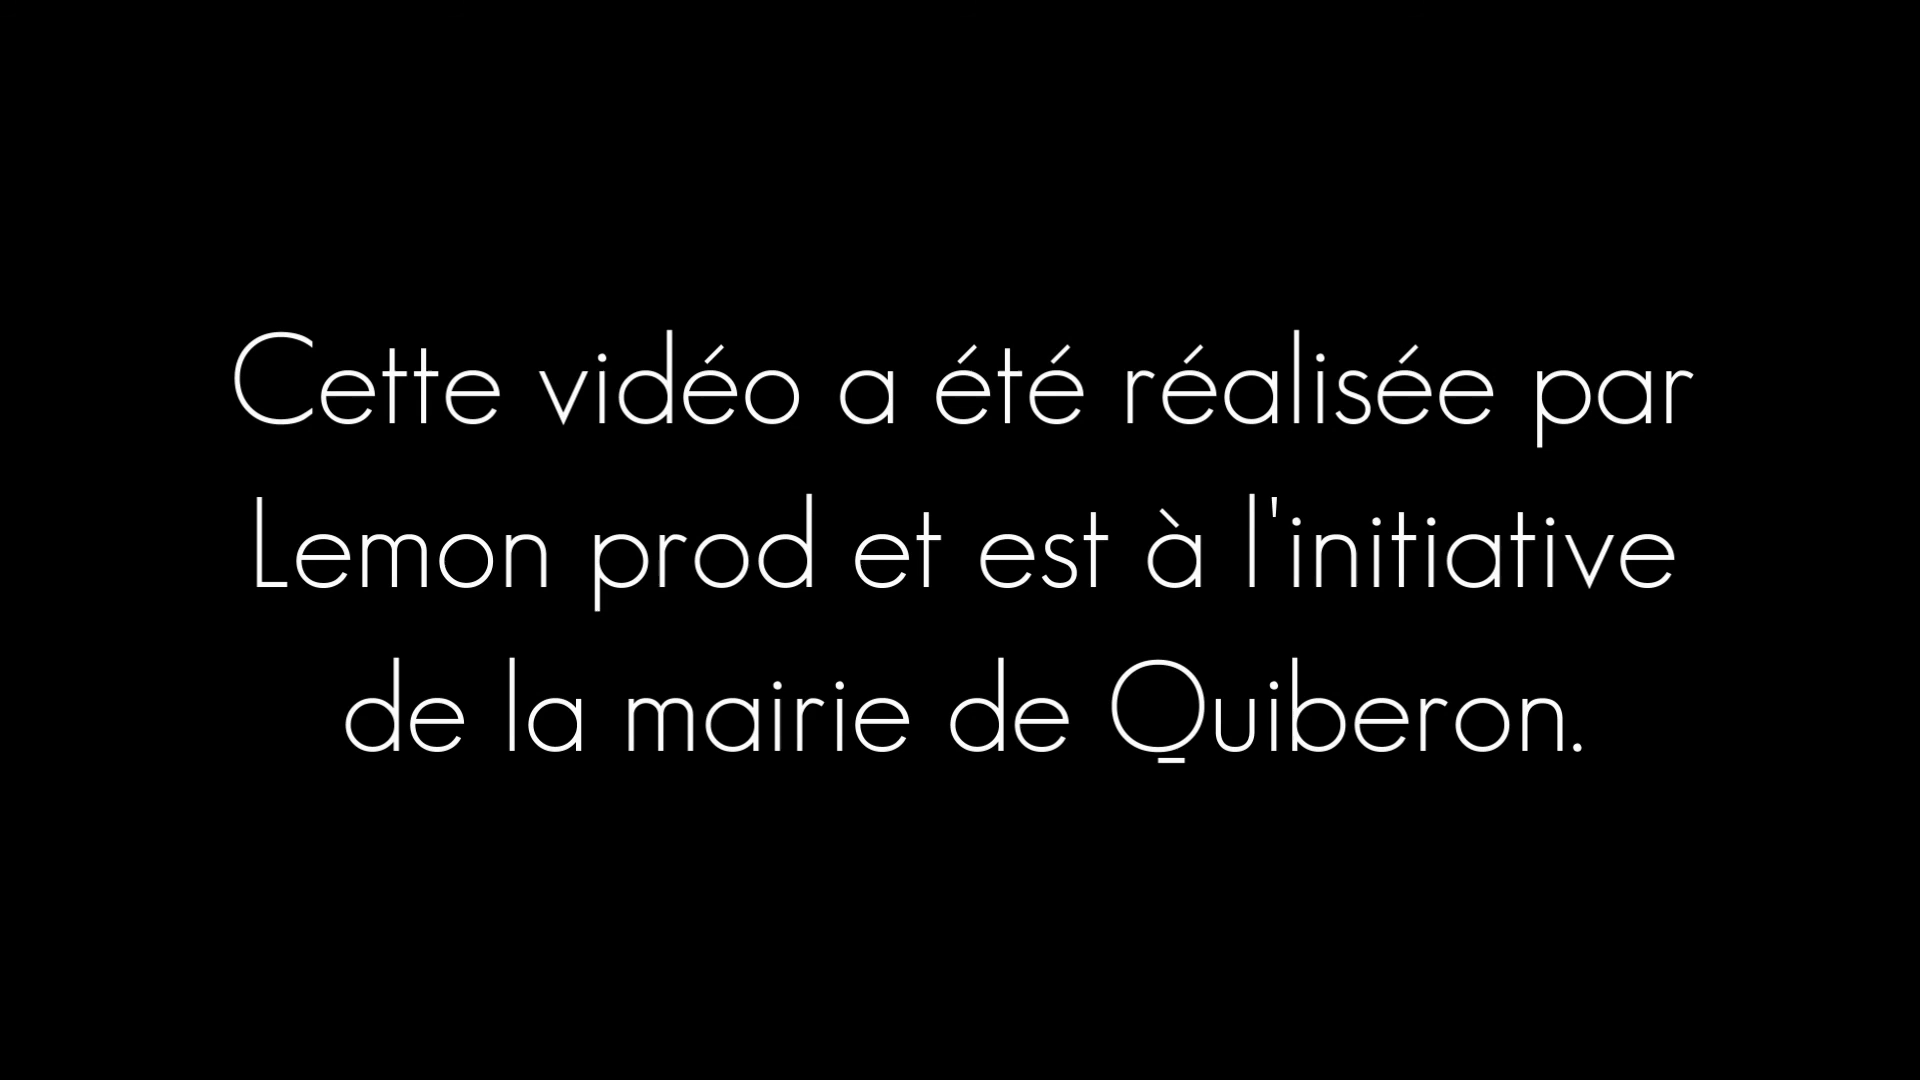 Cette vidéo a été réalisée par
Lemon prod et est à l'initiative
de la mairie de Quiberon.